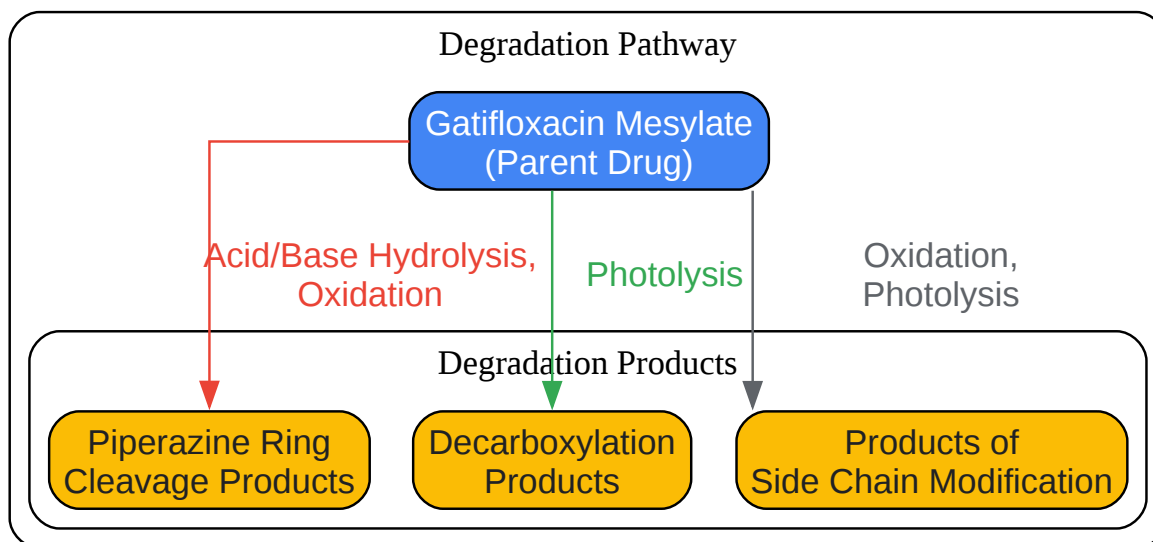 Degradation Pathway
Gatifloxacin Mesylate
(Parent Drug)
Acid/Base Hydrolysis,
Oxidation
Photolysis
Oxidation,
Photolysis
Degradation Products
Piperazine Ring
Cleavage Products
Decarboxylation
Products
Products of
Side Chain Modification